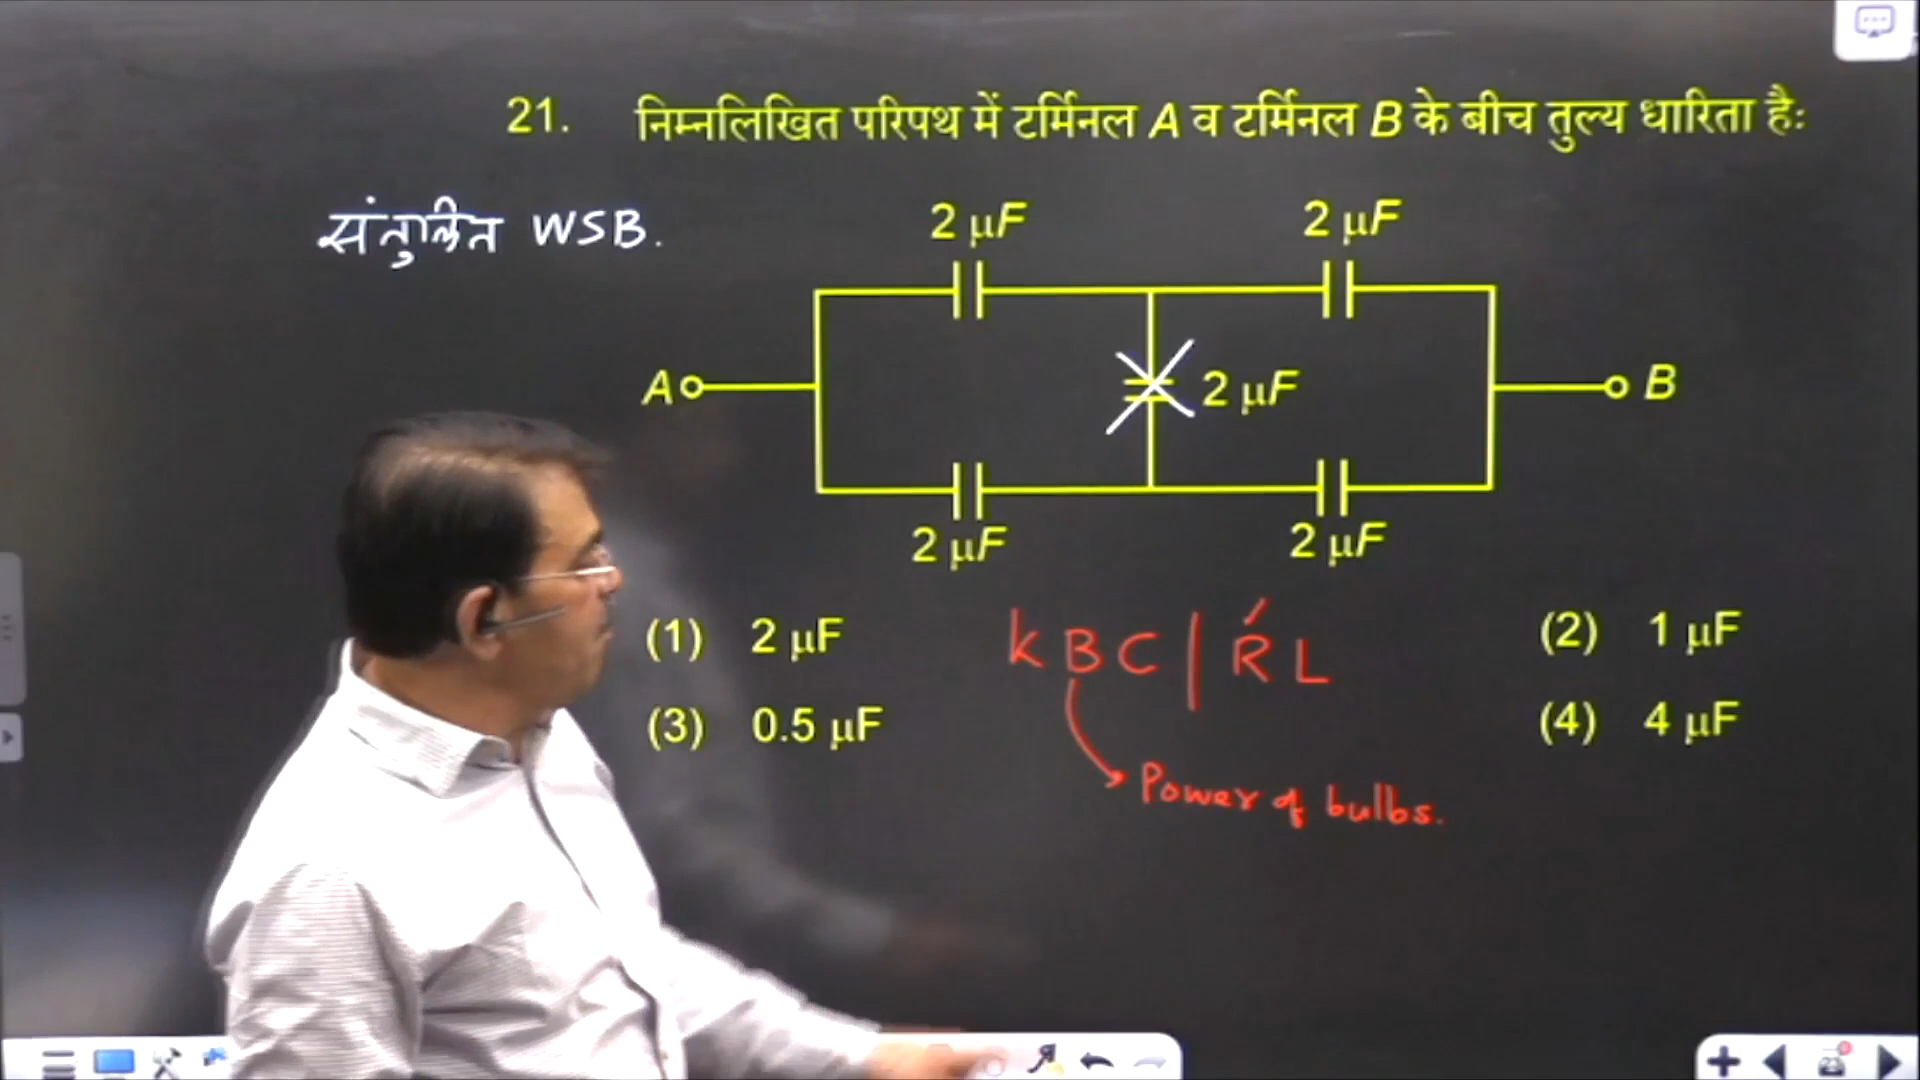 21. निम्नलिखित परिपथ में टर्मिनल A व टर्मिनल B के बीच तुल्य धारिता है:
संतुलित WSB.
2 μF 2 μF
A 2 μF B
2 μF 2 μF
(1) 2 μF
(2) 1 μF
KBC | R L
(3) 0.5 μF
(4) 4 μF
Power of bulbs.